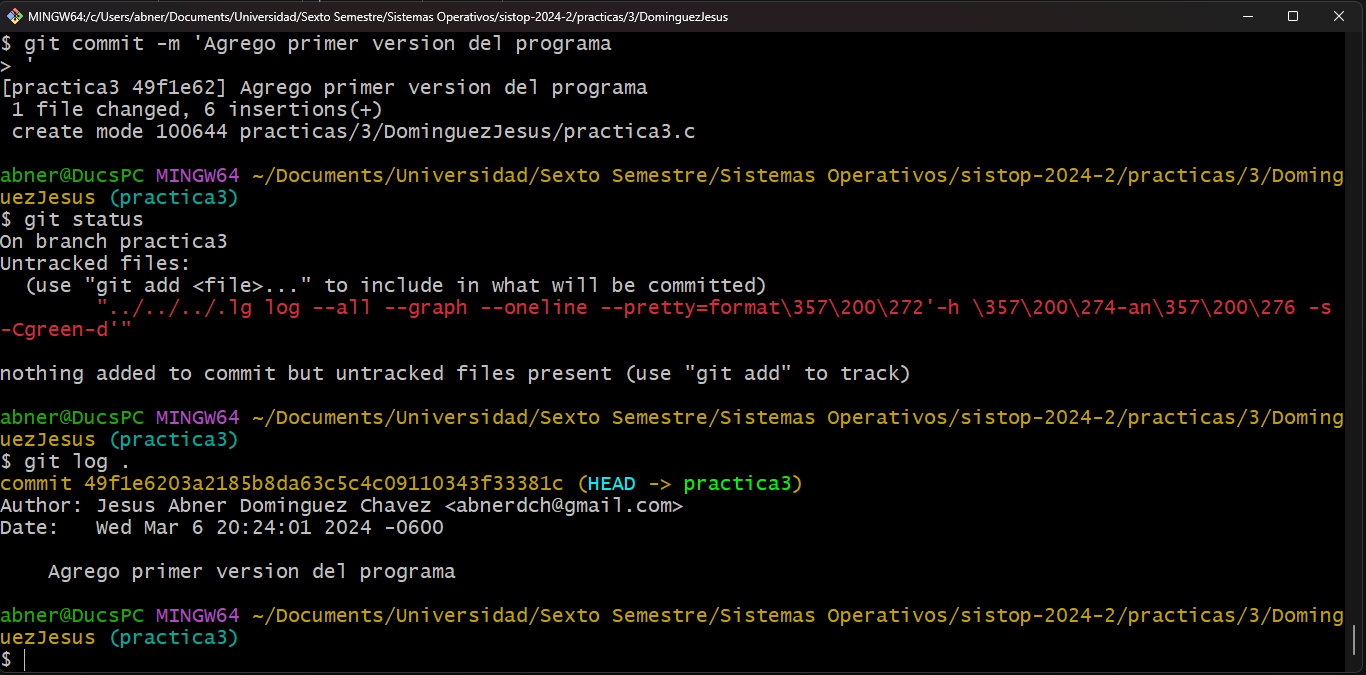 MINGW64:/c/Users/abner/Documents/Universidad/Sexto Semestre/Sistemas Operativos/sistop-2024-2/practicas/3/DominguezJesus
$ git commit -m 'Agrego primer version del programa
> '
[practica3 49f1e62] Agrego primer version del programa
 1 file changed, 6 insertions(+)
 create mode 100644 practicas/3/DominguezJesus/practica3.c
abner@DucsPC MINGW64 ~/Documents/Universidad/Sexto Semestre/Sistemas Operativos/sistop-2024-2/practicas/3/Doming
uezJesus (practica3)
$ git status
On branch practica3
Untracked files:
  (use "git add <file>..." to include in what will be committed)
        "../../../.lg log --all --graph --oneline --pretty=format\357\200\272'-h \357\200\274-an\357\200\276 -s
-Cgreen-d'"
nothing added to commit but untracked files present (use "git add" to track)
abner@DucsPC MINGW64 ~/Documents/Universidad/Sexto Semestre/Sistemas Operativos/sistop-2024-2/practicas/3/Doming
uezJesus (practica3)
$ git log .
commit 49f1e6203a2185b8da63c5c4c09110343f33381c (HEAD -> practica3)
Author: Jesus Abner Dominguez Chavez <abnerdch@gmail.com>
Date:   Wed Mar 6 20:24:01 2024 -0600
    Agrego primer version del programa
abner@DucsPC MINGW64 ~/Documents/Universidad/Sexto Semestre/Sistemas Operativos/sistop-2024-2/practicas/3/Doming
uezJesus (practica3)
$